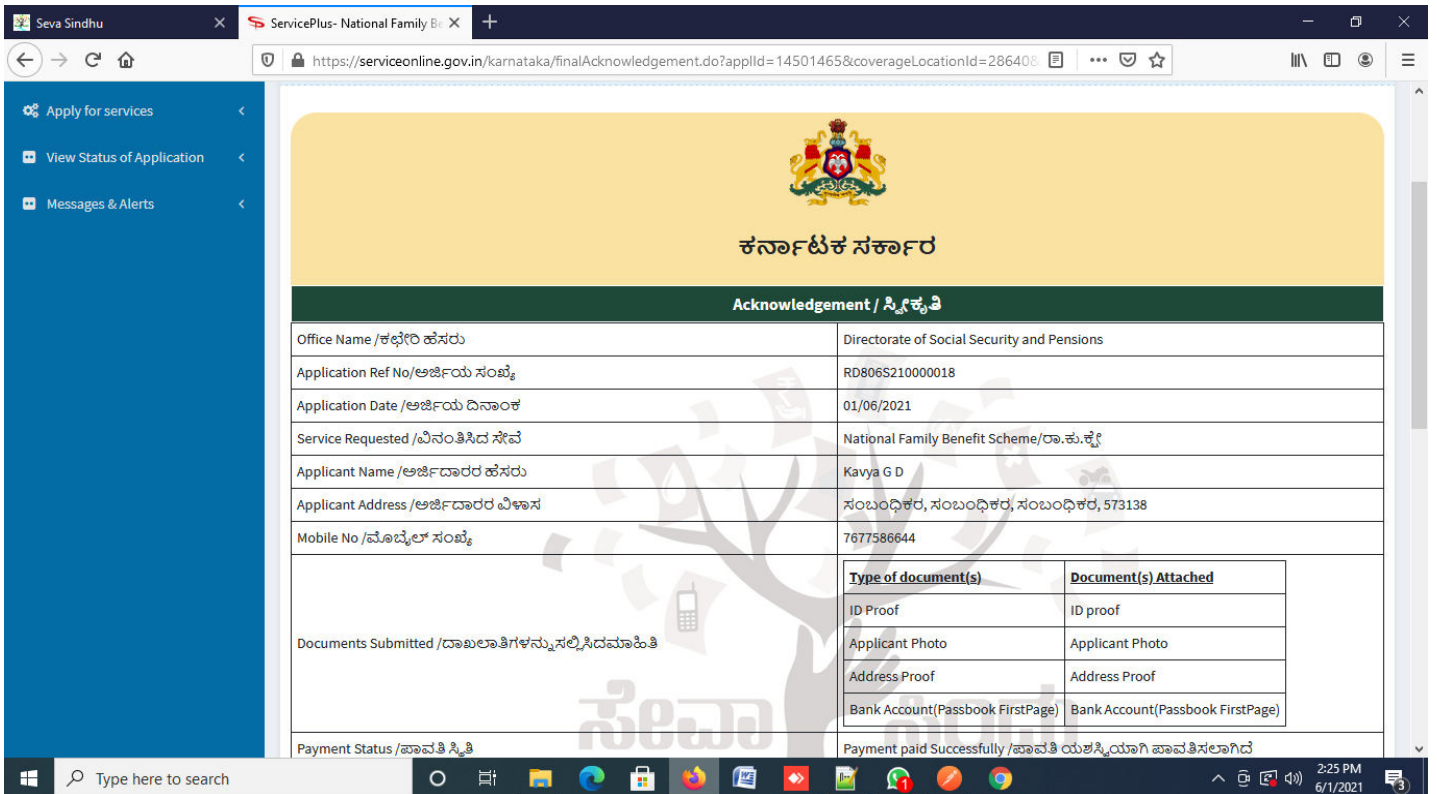 Seva Sindhu
ServicePlus- National Family Be
https://serviceonline.gov.in/karnataka/finalAcknowledgement.do?applId=14501465&coverageLocationId=286408
Apply for services
View Status of Application
Messages & Alerts
ಕರ್ನಾಟಕ ಸರ್ಕಾರ
Acknowledgement / ಸ್ವೀಕೃತಿ
Office Name /ಕಛೇರಿ ಹೆಸರು Directorate of Social Security and Pensions
Application Ref No/ಅರ್ಜಿಯ ಸಂಖ್ಯೆ RD806S210000018
Application Date /ಅರ್ಜಿಯ ದಿನಾಂಕ 01/06/2021
Service Requested /ವಿನಂತಿಸಿದ ಸೇವೆ National Family Benefit Scheme/ರಾ.ಕು.ಕ್ಷೇ
Applicant Name /ಅರ್ಜಿದಾರರ ಹೆಸರು Kavya G D
Applicant Address /ಅರ್ಜಿದಾರರ ವಿಳಾಸ ಸಂಬಂಧಿಕರ, ಸಂಬಂಧಿಕರ, ಸಂಬಂಧಿಕರ, 573138
Mobile No /ಮೊಬೈಲ್ ಸಂಖ್ಯೆ 7677586644
Type of document(s) Document(s) Attached
ID Proof ID proof
Documents Submitted /ದಾಖಲಾತಿಗಳನ್ನು ಸಲ್ಲಿಸಿದಮಾಹಿತಿ Applicant Photo Applicant Photo
Address Proof Address Proof
Bank Account(Passbook FirstPage) Bank Account(Passbook FirstPage)
ಸೇವಾ ಸಿಂಧು
Payment Status /ಪಾವತಿ ಸ್ಥಿತಿ Payment paid Successfully /ಪಾವತಿ ಯಶಸ್ವಿಯಾಗಿ ಪಾವತಿಸಲಾಗಿದೆ
Type here to search
2:25 PM
6/1/2021
3